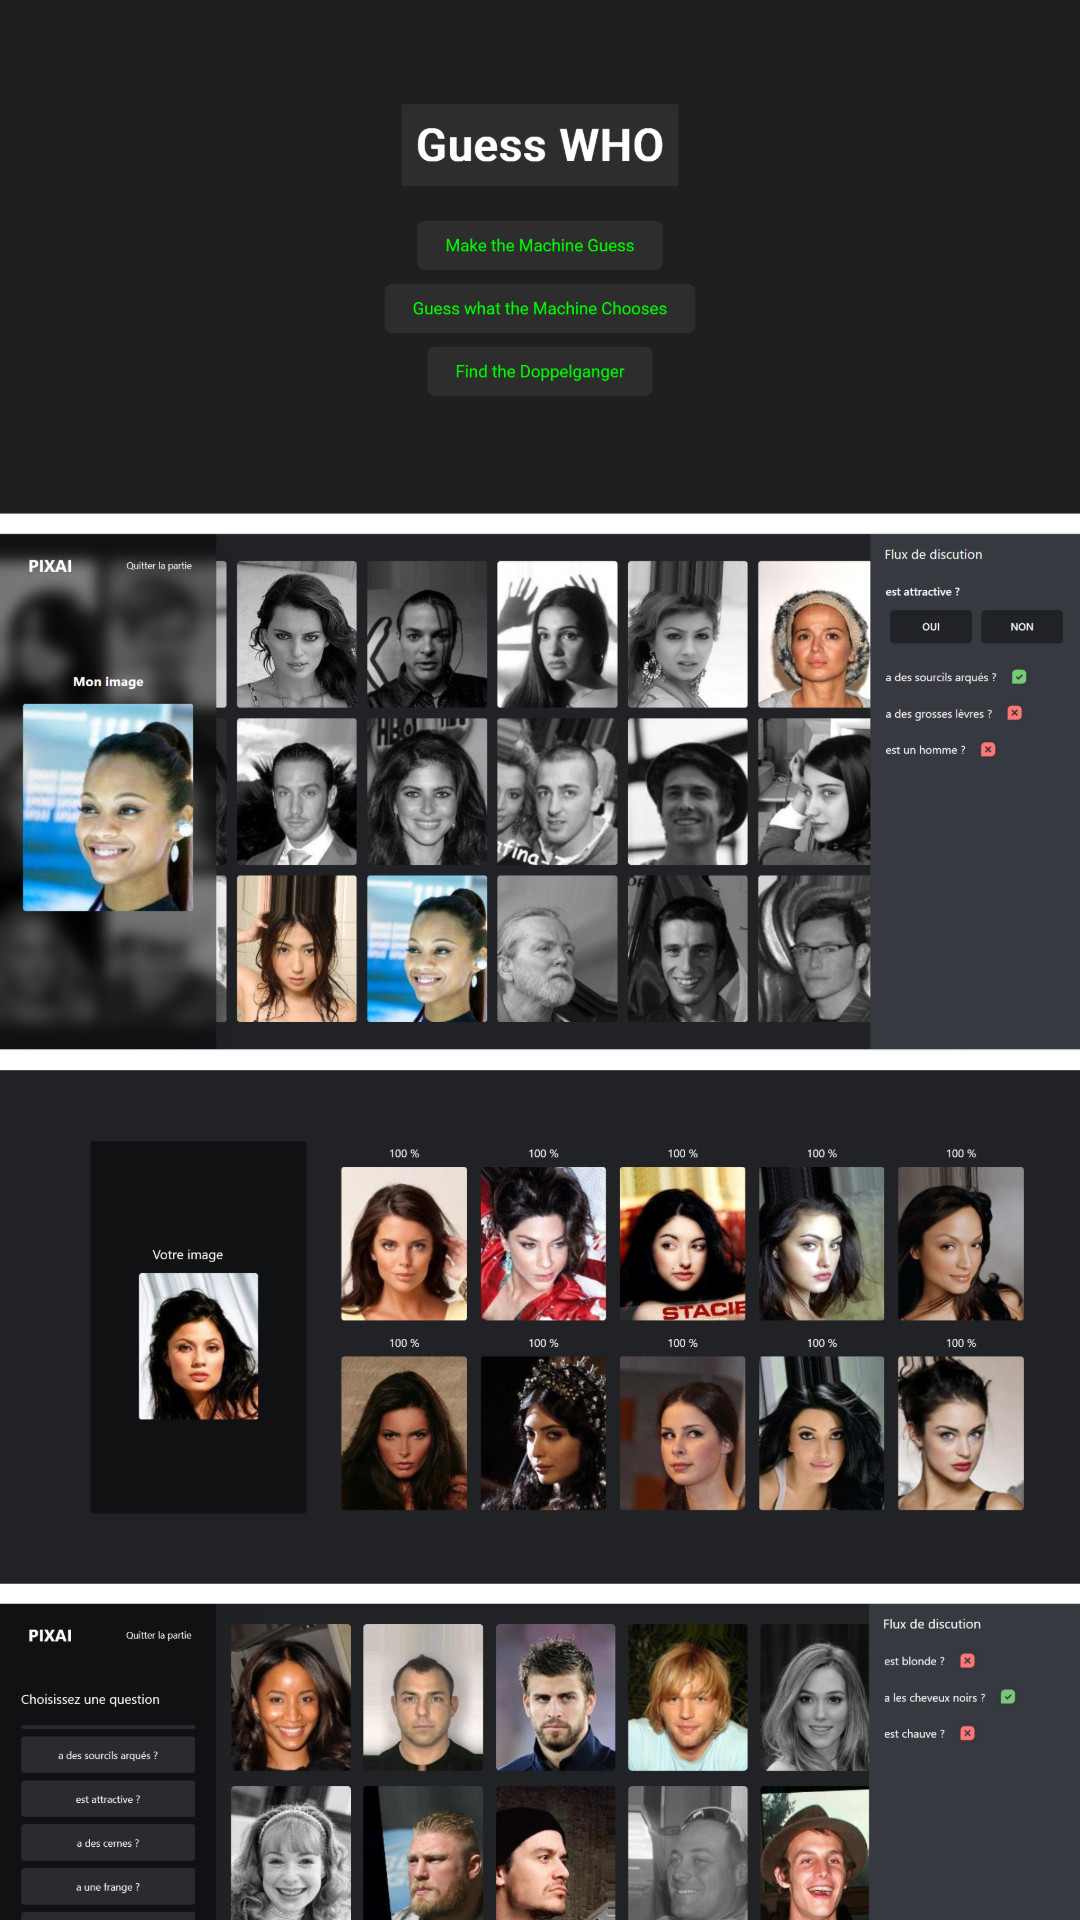 Guess WHO
Make the Machine Guess
Guess what the Machine Chooses
Find the Doppelganger
PIXAI
Quitter la partie
Mon image
HBO
fina
Flux de discution
est attractive ?
OUI
NON
a des sourcils arqués ?
a des grosses lèvres ?
est un homme ?
Votre image
100 %
100 %
100 %
100 %
100 %
STACIE
100 %
100 %
100 %
100 %
100 %
PIXAI
Quitter la partie
Choisissez une question
a des sourcils arqués ?
est attractive ?
a des cernes ?
a une frange ?
Flux de discution
est blonde ?
a les cheveux noirs ?
est chauve ?